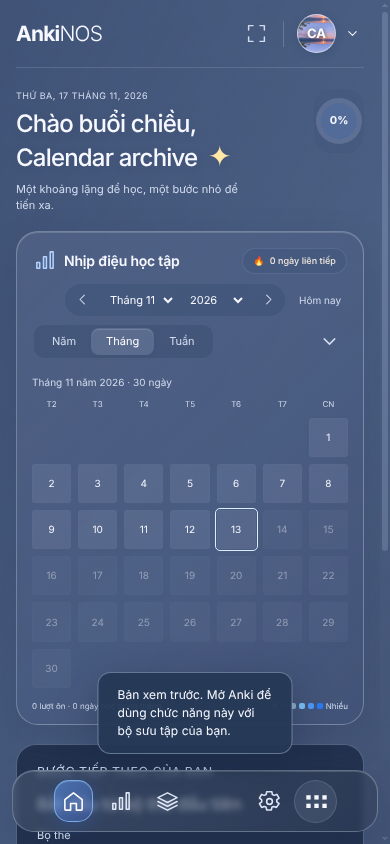 AnkiNOS
CA
THỨ BA, 17 THÁNG 11, 2026
Chào buổi chiều,
Calendar archive
0%
Một khoảng lặng để học, một bước nhỏ để
tiến xa.
Nhịp điệu học tập
0 ngày liên tiếp
Tháng 11 2026 Hôm nay
Năm Tháng Tuần
Tháng 11 năm 2026 · 30 ngày
T2 T3 T4 T5 T6 T7 CN
1
2 3 4 5 6 7 8
9 10 11 12 13 14 15
16 17 18 19 20 21 22
23 24 25 26 27 28 29
30
0 lượt ôn · 0 ngày
Nhiều
Bản xem trước. Mở Anki để
dùng chức năng này với
bộ sưu tập của bạn.
BƯỚC TIẾP THEO CỦA BẠN
Bộ thẻ